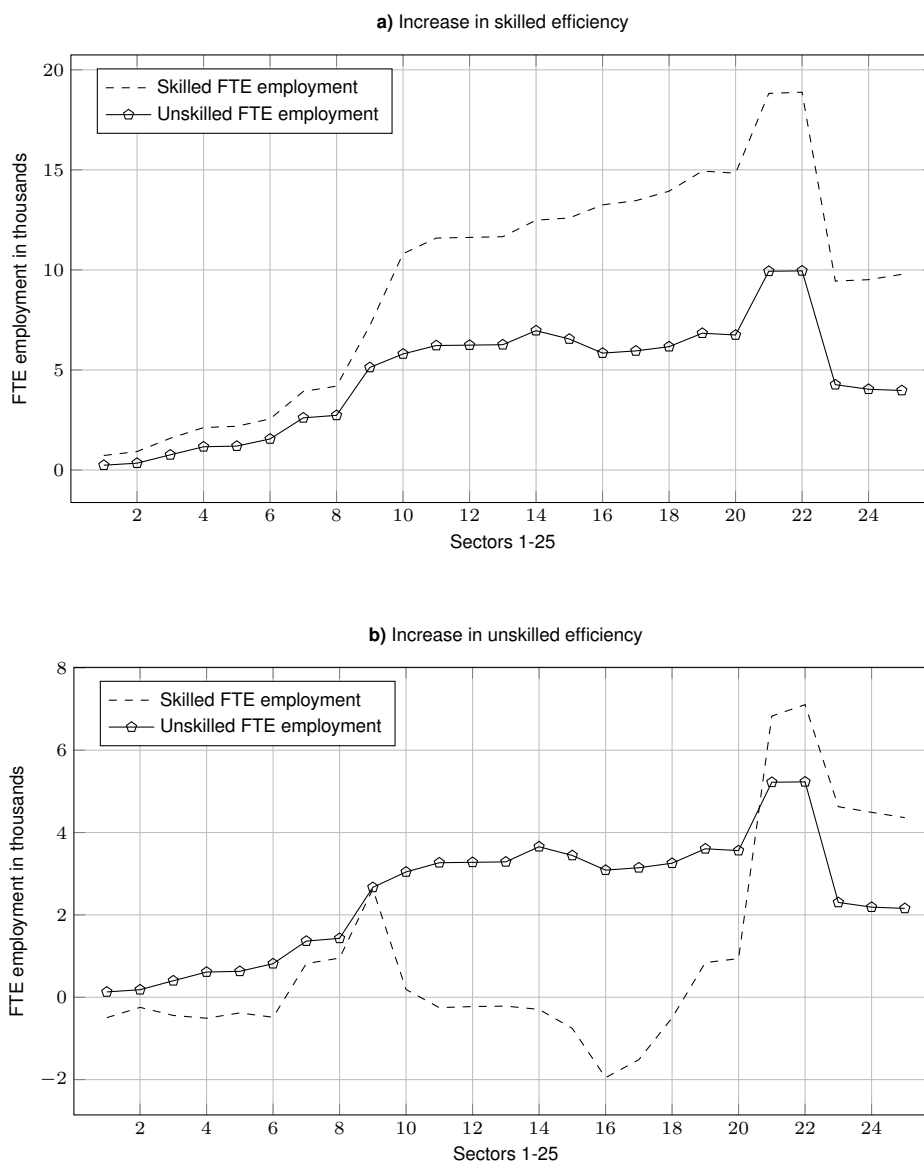 a) Increase in skilled efficiency
Skilled FTE employment
Unskilled FTE employment
20
15
10
5
0
FTE employment in thousands
2 4 6 8 10 12 14 16 18 20 22 24
Sectors 1-25
b) Increase in unskilled efficiency
Skilled FTE employment
Unskilled FTE employment
8
6
4
2
0
−2
FTE employment in thousands
2 4 6 8 10 12 14 16 18 20 22 24
Sectors 1-25